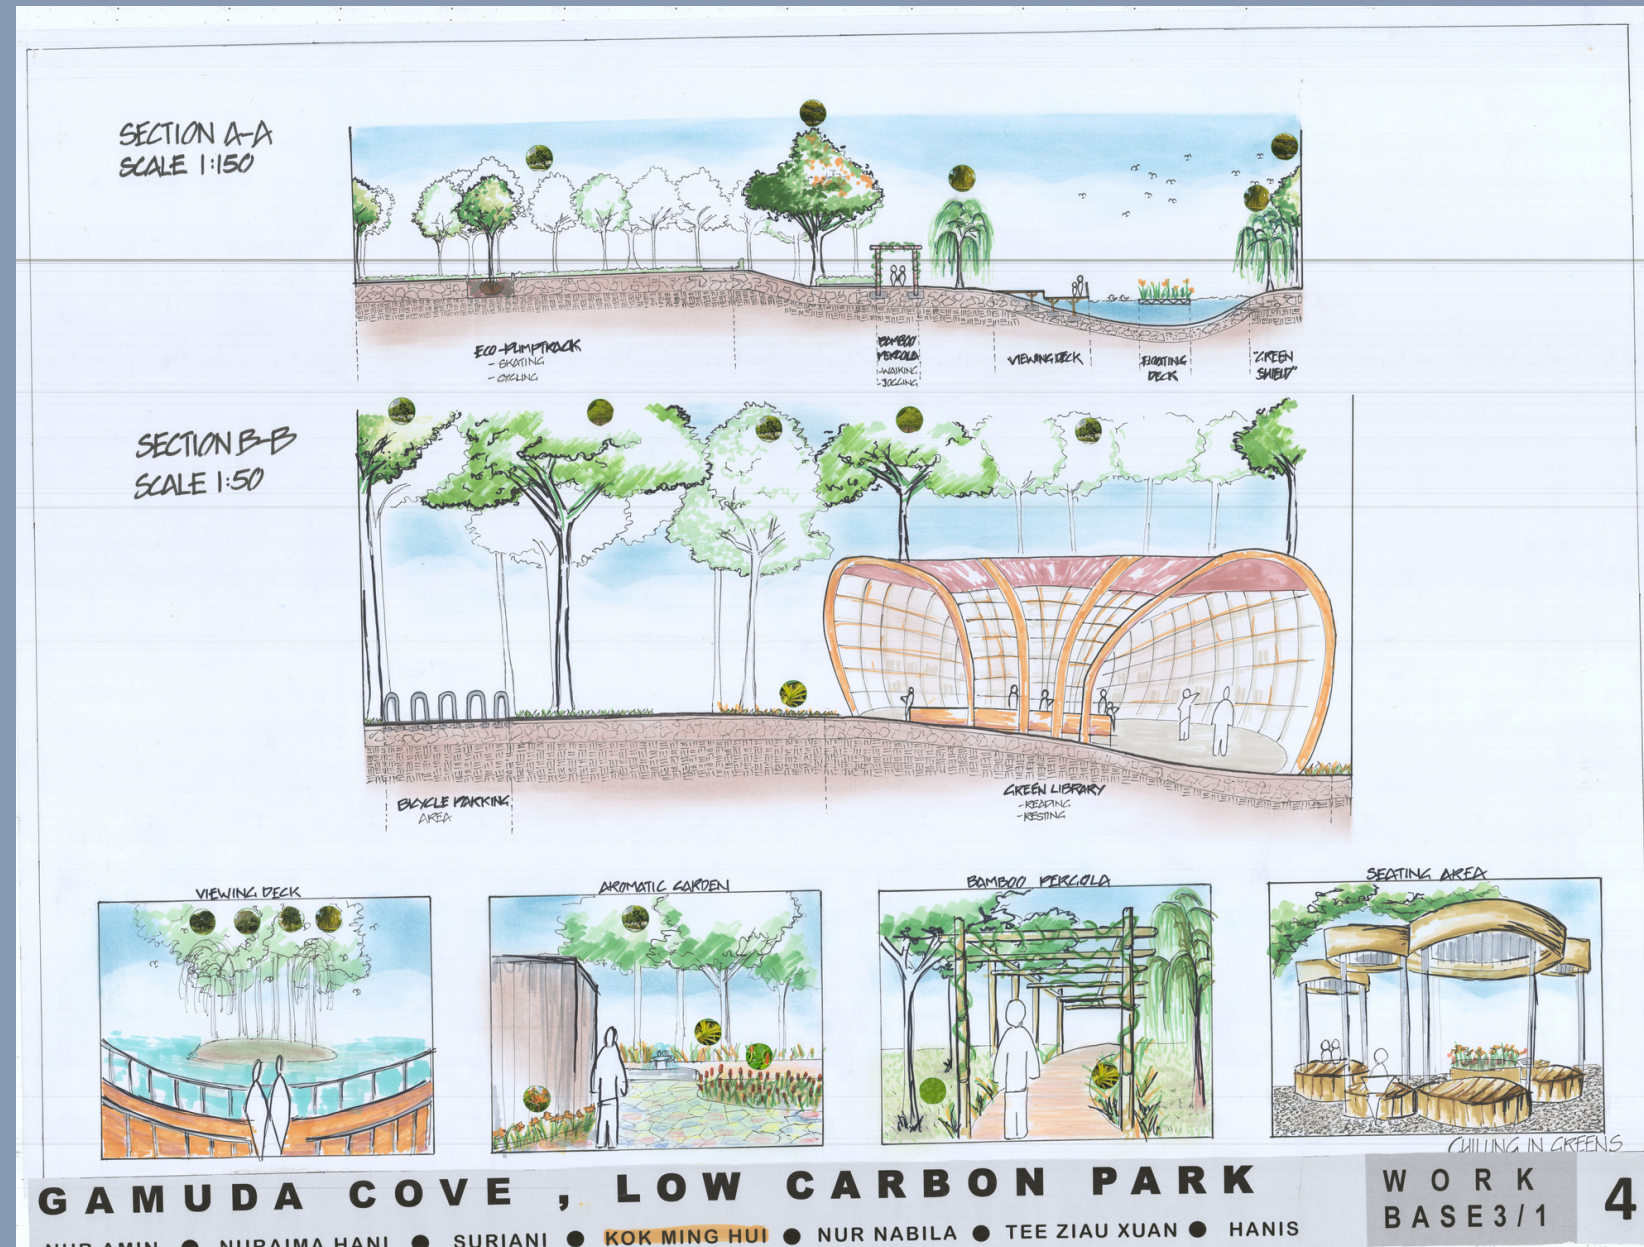 SECTION A-A
SCALE 1:150
ECO-PUMPTRACK
- SKATING
- CYCLING
BAMBOO
PERGOLA
-WALKING
-JOGGING
VIEWING DECK
FLOATING
DECK
"GREEN
SHIELD"
SECTION B-B
SCALE 1:50
BICYCLE PARKING
AREA
GREEN LIBRARY
-READING
-RESTING
VIEWING DECK
AROMATIC GARDEN
BAMBOO PERGOLA
SEATING AREA
CHILLING IN GREENS
GAMUDA COVE , LOW CARBON PARK
WORK
BASE3/1
4
NUR AMIN ● NURAIMA HANI ● SURIANI ● KOK MING HUI ● NUR NABILA ● TEE ZIAU XUAN ● HANIS